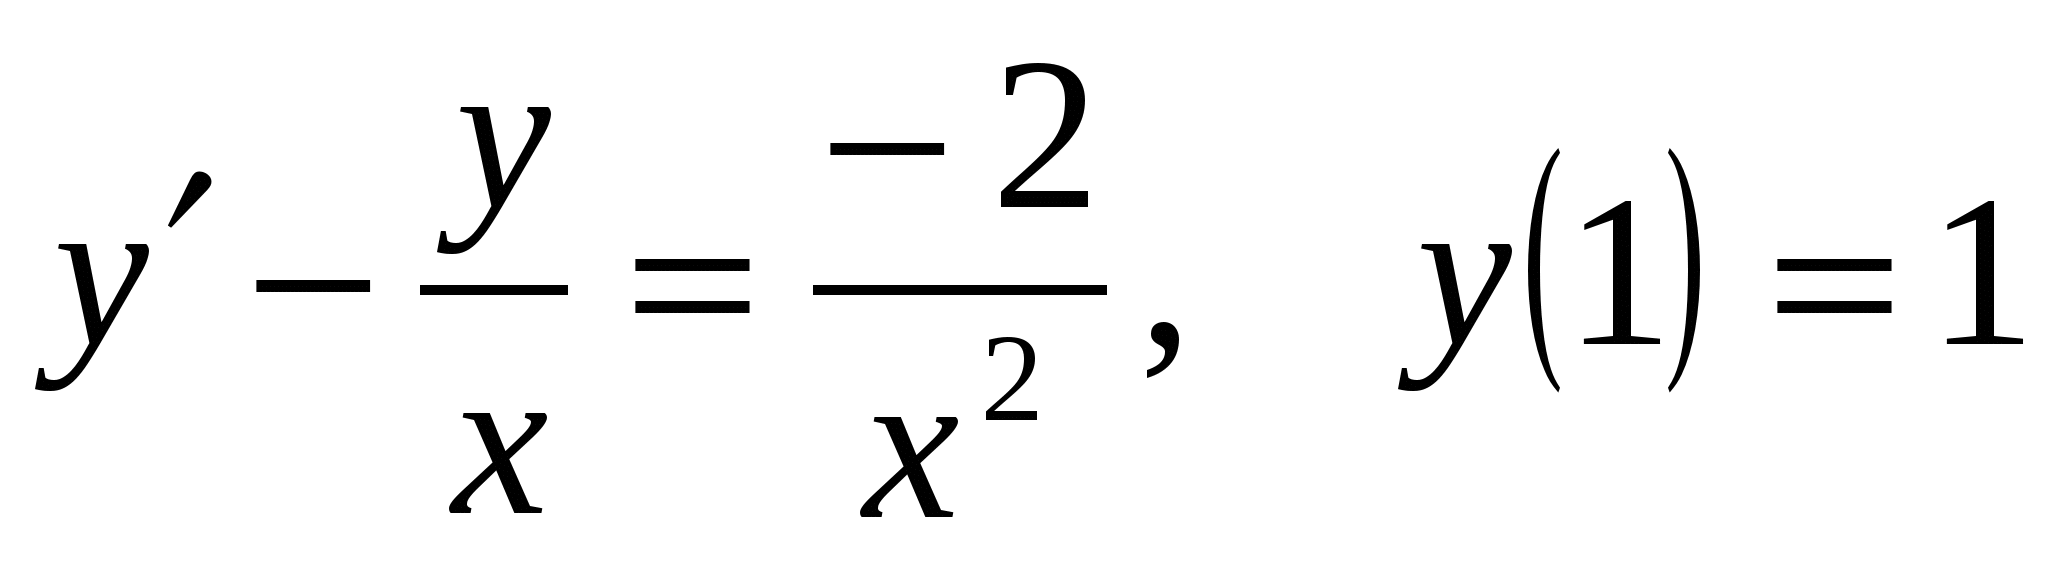 y′ − y/x = −2/x², y(1) = 1